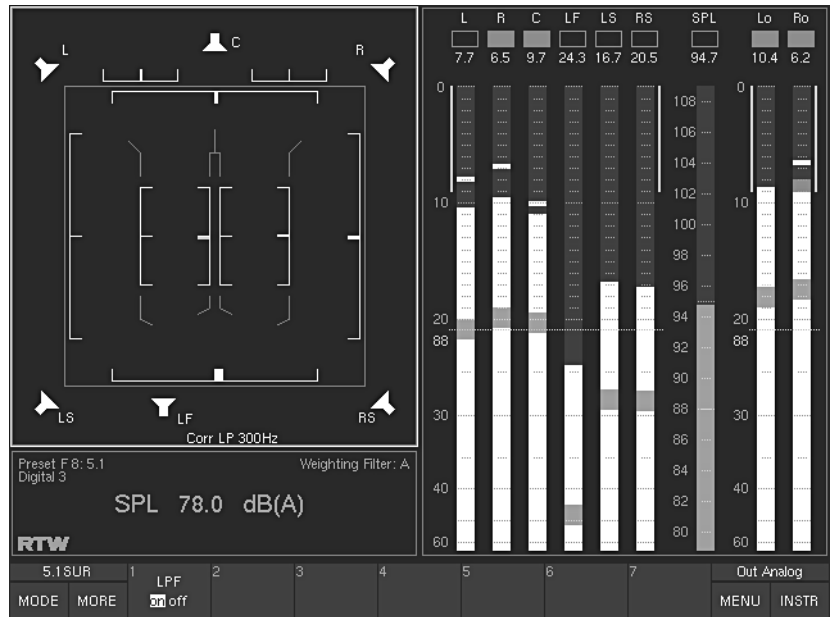 L R C LF LS RS SPL Lo Ro
7.7 6.5 9.7 24.3 16.7 20.5 94.7 10.4 6.2
C
L
R
0
108
0
106
104
102
10
10
100
98
96
94
20
20
88
88
92
90
30
88
30
86
84
40
40
82
80
60
60
LS
LF
RS
Corr LP 300Hz
Preset F 8: 5.1 Weighting Filter: A
Digital 3
SPL 78.0 dB(A)
RTW
5.1SUR 1 2 3 4 5 6 7 Out Analog
LPF
MODE MORE on off MENU INSTR